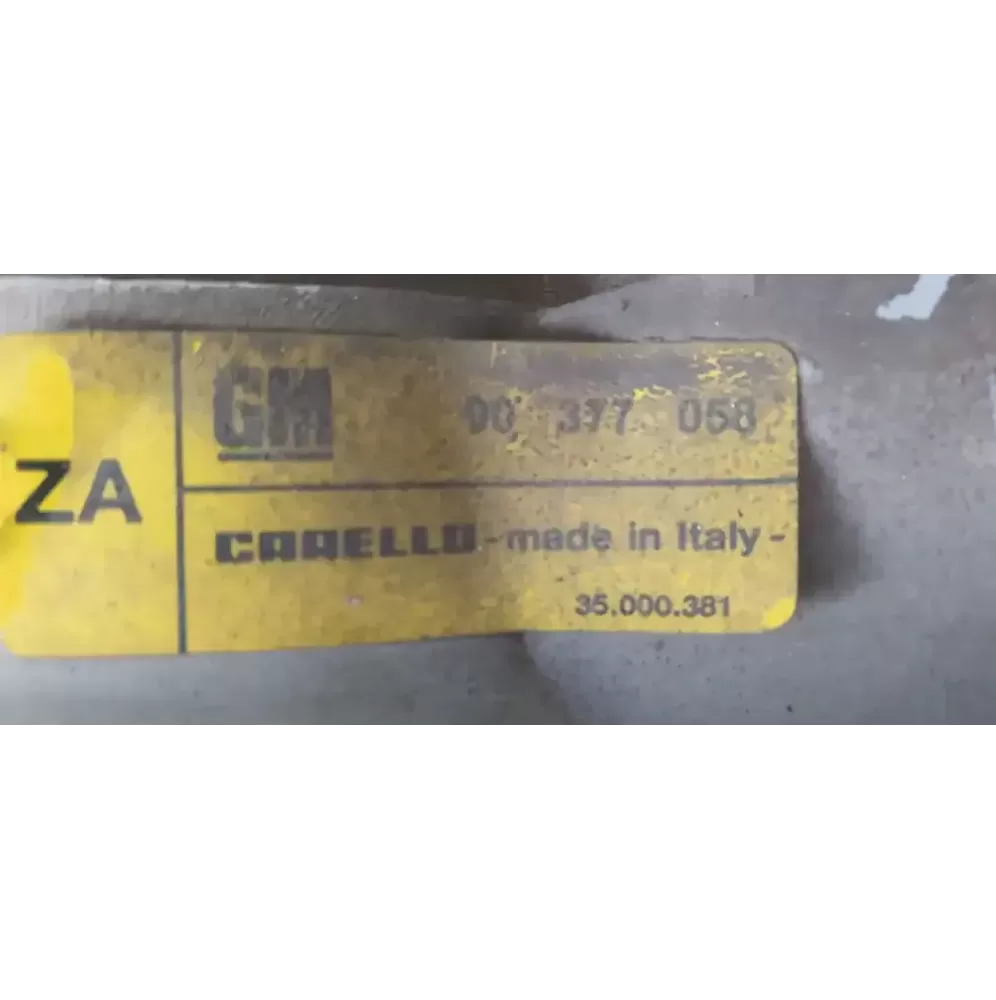 ZA
GM 90 377 058
CARELLO - made in Italy -
35.000.381